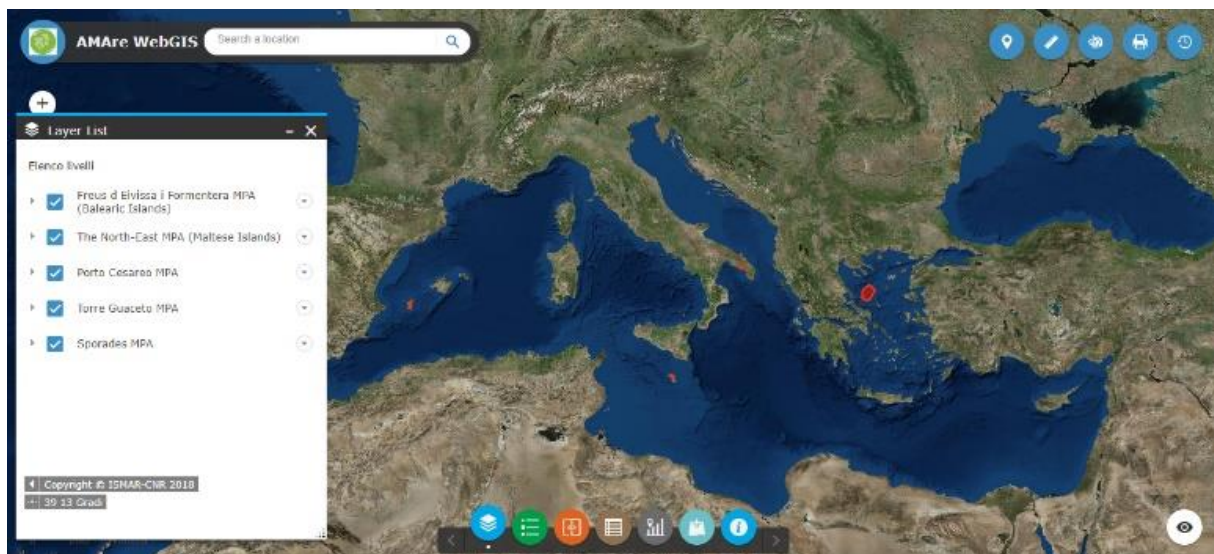 AMAre WebGIS
Search a location
Layer List
Elenco livelli
Freus d Eivissa i Formentera MPA
(Balearic Islands)
The North-East MPA (Maltese Islands)
Porto Cesareo MPA
Torre Guaceto MPA
Sporades MPA
Copyright © ISMAR-CNR 2018
39 13 Gradi